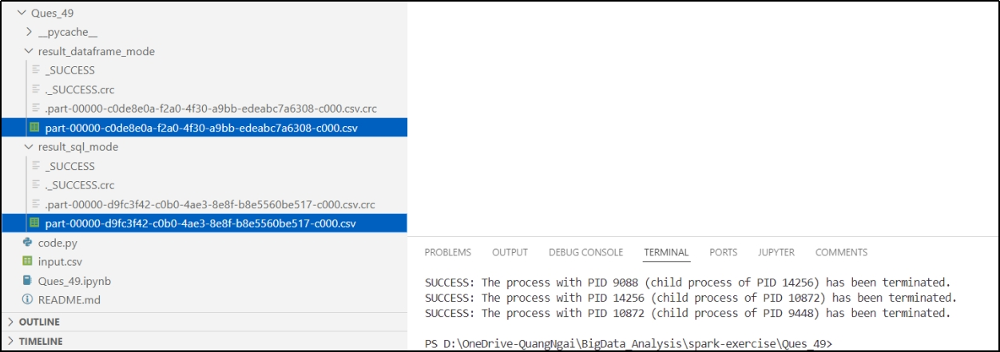 Ques_49
__pycache__
result_dataframe_mode
_SUCCESS
._SUCCESS.crc
.part-00000-c0de8e0a-f2a0-4f30-a9bb-edeabc7a6308-c000.csv.crc
part-00000-c0de8e0a-f2a0-4f30-a9bb-edeabc7a6308-c000.csv
result_sql_mode
_SUCCESS
._SUCCESS.crc
.part-00000-d9fc3f42-c0b0-4ae3-8e8f-b8e5560be517-c000.csv.crc
part-00000-d9fc3f42-c0b0-4ae3-8e8f-b8e5560be517-c000.csv
code.py
input.csv
Ques_49.ipynb
README.md
OUTLINE
TIMELINE
PROBLEMS OUTPUT DEBUG CONSOLE TERMINAL PORTS JUPYTER COMMENTS
SUCCESS: The process with PID 9088 (child process of PID 14256) has been terminated.
SUCCESS: The process with PID 14256 (child process of PID 10872) has been terminated.
SUCCESS: The process with PID 10872 (child process of PID 9448) has been terminated.
PS D:\OneDrive-QuangNgai\BigData_Analysis\spark-exercise\Ques_49>